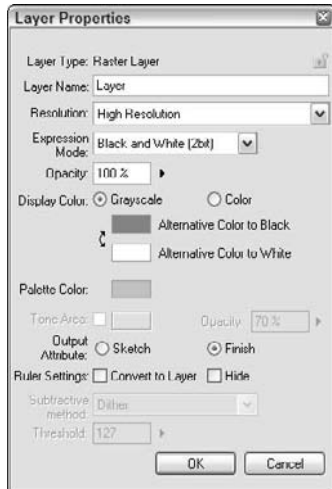 Layer Properties
Layer Type: Raster Layer
Layer Name: Layer
Resolution: High Resolution
Expression Mode: Black and White (2bit)
Opacity: 100 %
Display Color: Grayscale Color
Alternative Color to Black
Alternative Color to White
Palette Color:
Tone Area: Opacity: 70 %
Output Attribute: Sketch Finish
Ruler Settings: Convert to Layer Hide
Subtractive method: Dither
Threshold: 127
OK Cancel